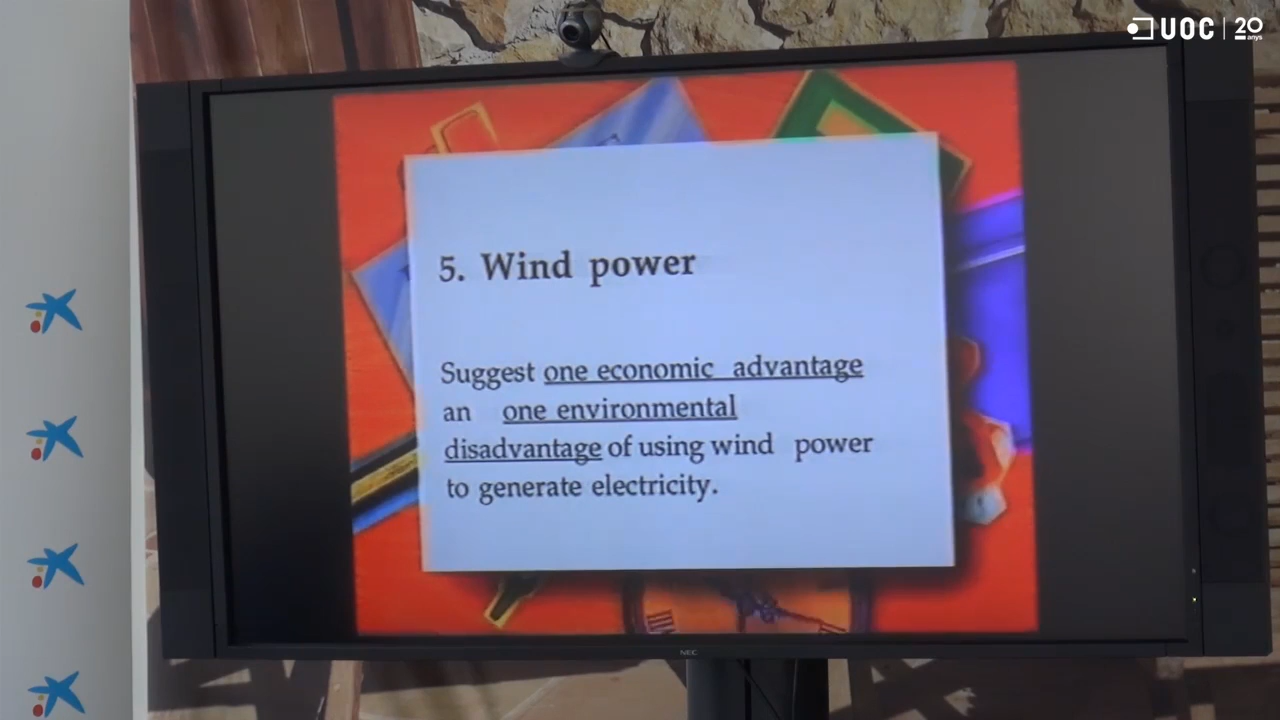 UOC 20
anys
5. Wind power
Suggest one economic advantage
an one environmental
disadvantage of using wind power
to generate electricity.
NEC